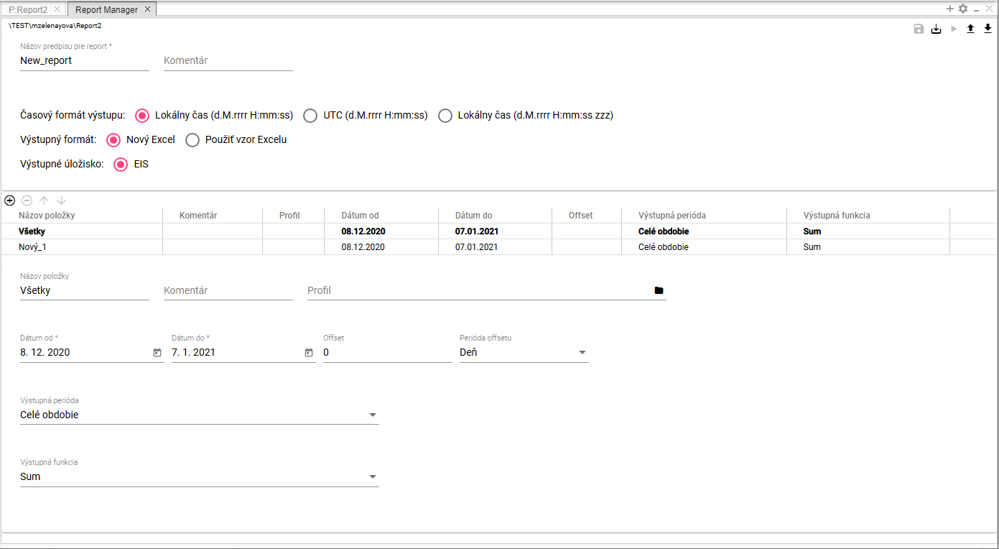 P:Report2 Report Manager
\TEST\mzelenayova\Report2
Názov predpisu pre report *
New_report Komentár
Časový formát výstupu: Lokálny čas (d.M.rrrr H:mm:ss) UTC (d.M.rrrr H:mm:ss) Lokálny čas (d.M.rrrr H:mm:ss zzz)
Výstupný formát: Nový Excel Použiť vzor Excelu
Výstupné úložisko: EIS
Názov položky Komentár Profil Dátum od Dátum do Offset Výstupná perióda Výstupná funkcia
Všetky 08.12.2020 07.01.2021 Celé obdobie Sum
Nový_1 08.12.2020 07.01.2021 Celé obdobie Sum
Názov položky
Všetky Komentár Profil
Dátum od * Dátum do * Offset Perióda offsetu
8. 12. 2020 7. 1. 2021 0 Deň
Výstupná perióda
Celé obdobie
Výstupná funkcia
Sum